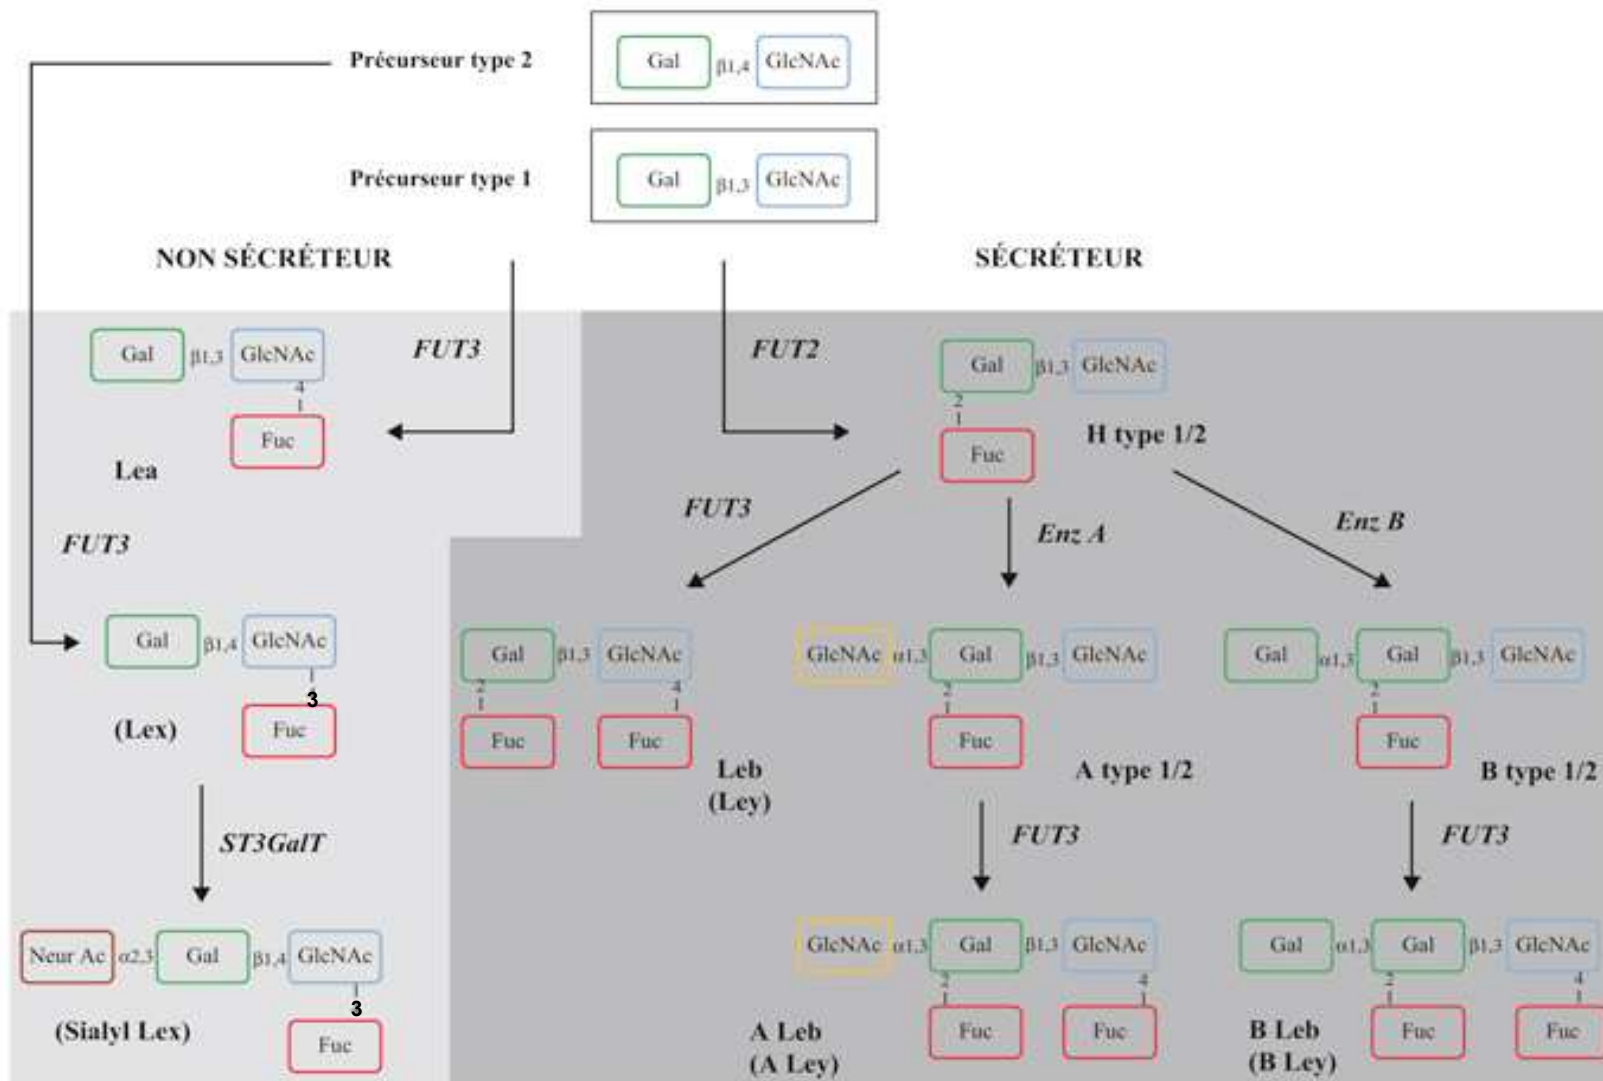 Précurseur type 2
Gal β1,4 GlcNAc
Précurseur type 1
Gal β1,3 GlcNAc
NON SÉCRÉTEUR
SÉCRÉTEUR
Gal β1,3 GlcNAc
4
1
Fuc
Lea
FUT3
FUT2
Gal β1,3 GlcNAc
2
1
Fuc
H type 1/2
FUT3
FUT3
Enz A
Enz B
Gal β1,4 GlcNAc
3
Fuc
(Lex)
Gal β1,3 GlcNAc
2
1
4
1
Fuc
Fuc
Leb
(Ley)
GlcNAc α1,3 Gal β1,3 GlcNAc
2
1
Fuc
A type 1/2
Gal α1,3 Gal β1,3 GlcNAc
2
1
Fuc
B type 1/2
ST3GalT
FUT3
FUT3
Neur Ac α2,3 Gal β1,4 GlcNAc
3
Fuc
(Sialyl Lex)
GlcNAc α1,3 Gal β1,3 GlcNAc
2
4
Fuc
Fuc
A Leb
(A Ley)
Gal α1,3 Gal β1,3 GlcNAc
2
4
Fuc
Fuc
B Leb
(B Ley)